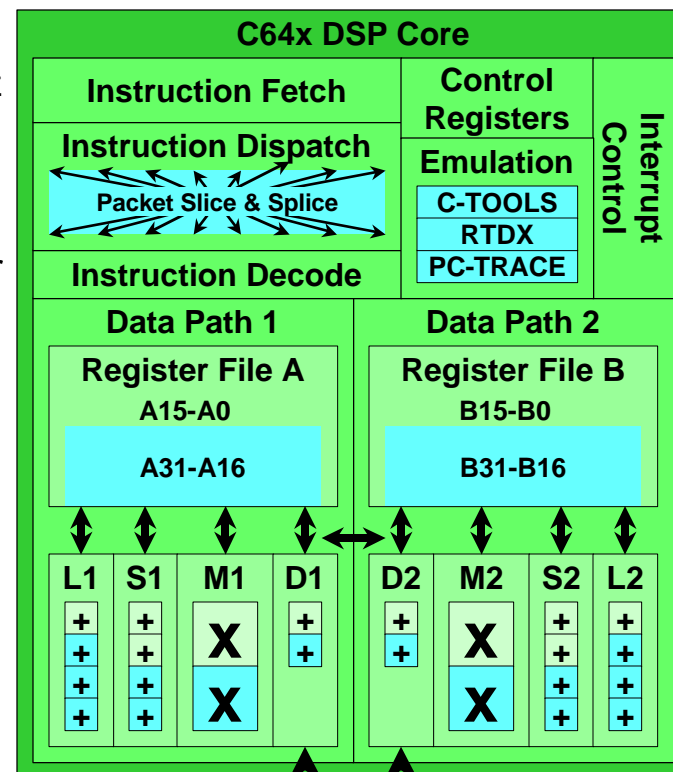 C64x DSP Core
Instruction Fetch
Control
Registers
Interrupt
Control
Instruction Dispatch
Packet Slice & Splice
Emulation
C-TOOLS
RTDX
PC-TRACE
Instruction Decode
Data Path 1
Data Path 2
Register File A
A15-A0
A31-A16
Register File B
B15-B0
B31-B16
L1 S1 M1 D1 D2 M2 S2 L2
+ + X + + X + +
+ + + + + +
+ + X X + +
+ + + +